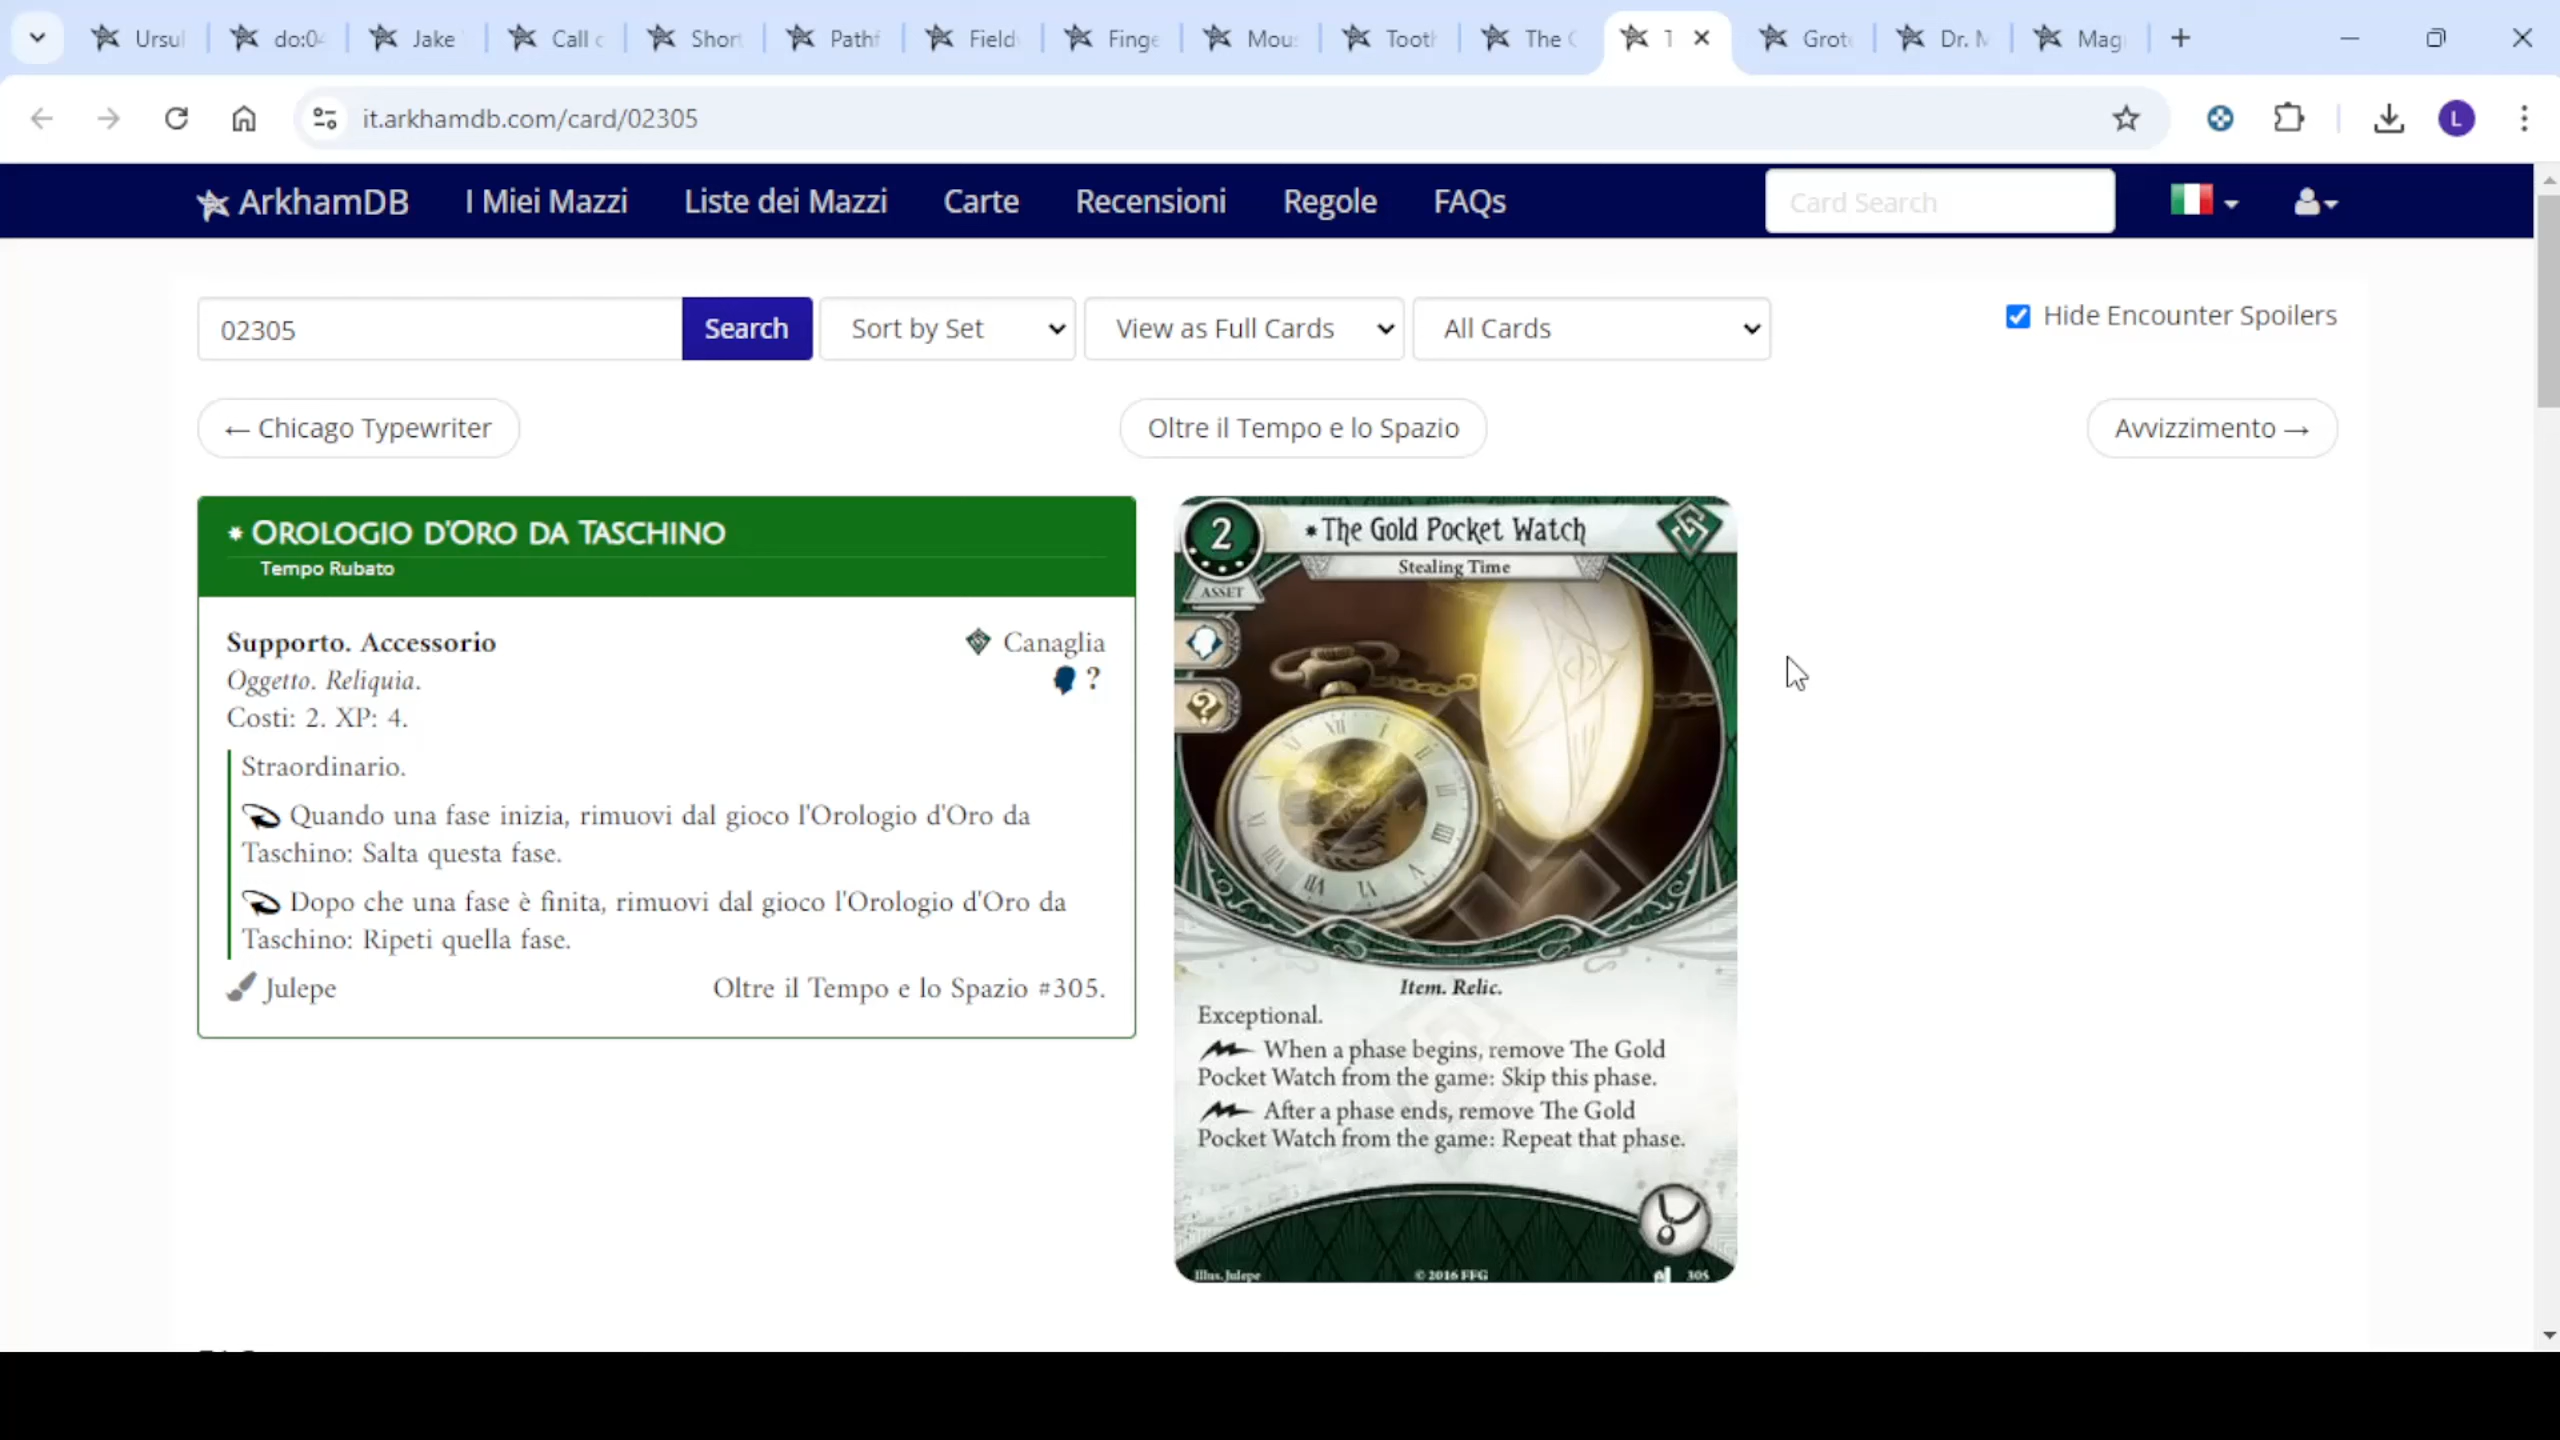 Ursul
do:04
Jake
Call c
Short
Pathf
Field
Finge
Mou
Tooth
The
T
Grot
Dr. M
Mag
it.arkhamdb.com/card/02305
L
ArkhamDB
I Miei Mazzi
Liste dei Mazzi
Carte
Recensioni
Regole
FAQs
Card Search
02305
Search
Sort by Set
View as Full Cards
All Cards
Hide Encounter Spoilers
← Chicago Typewriter
Oltre il Tempo e lo Spazio
Avvizzimento →
Orologio d'Oro da Taschino
Tempo Rubato
Supporto. Accessorio
Canaglia
Oggetto. Reliquia.
?
Costi: 2. XP: 4.
Straordinario.
Quando una fase inizia, rimuovi dal gioco l'Orologio d'Oro da
Taschino: Salta questa fase.
Dopo che una fase è finita, rimuovi dal gioco l'Orologio d'Oro da
Taschino: Ripeti quella fase.
Julepe
Oltre il Tempo e lo Spazio #305.
2
The Gold Pocket Watch
Stealing Time
ASSET
?
Item. Relic.
Exceptional.
When a phase begins, remove The Gold
Pocket Watch from the game: Skip this phase.
After a phase ends, remove The Gold
Pocket Watch from the game: Repeat that phase.
Illus. Julepe
© 2016 FFG
305